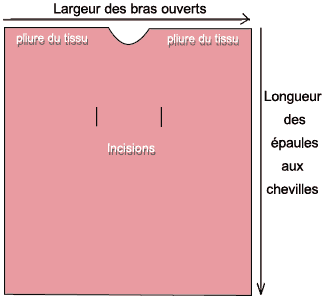 Largeur des bras ouverts
pliure du tissu
pliure du tissu
Longueur
des
épaules
aux
chevilles
Incisions